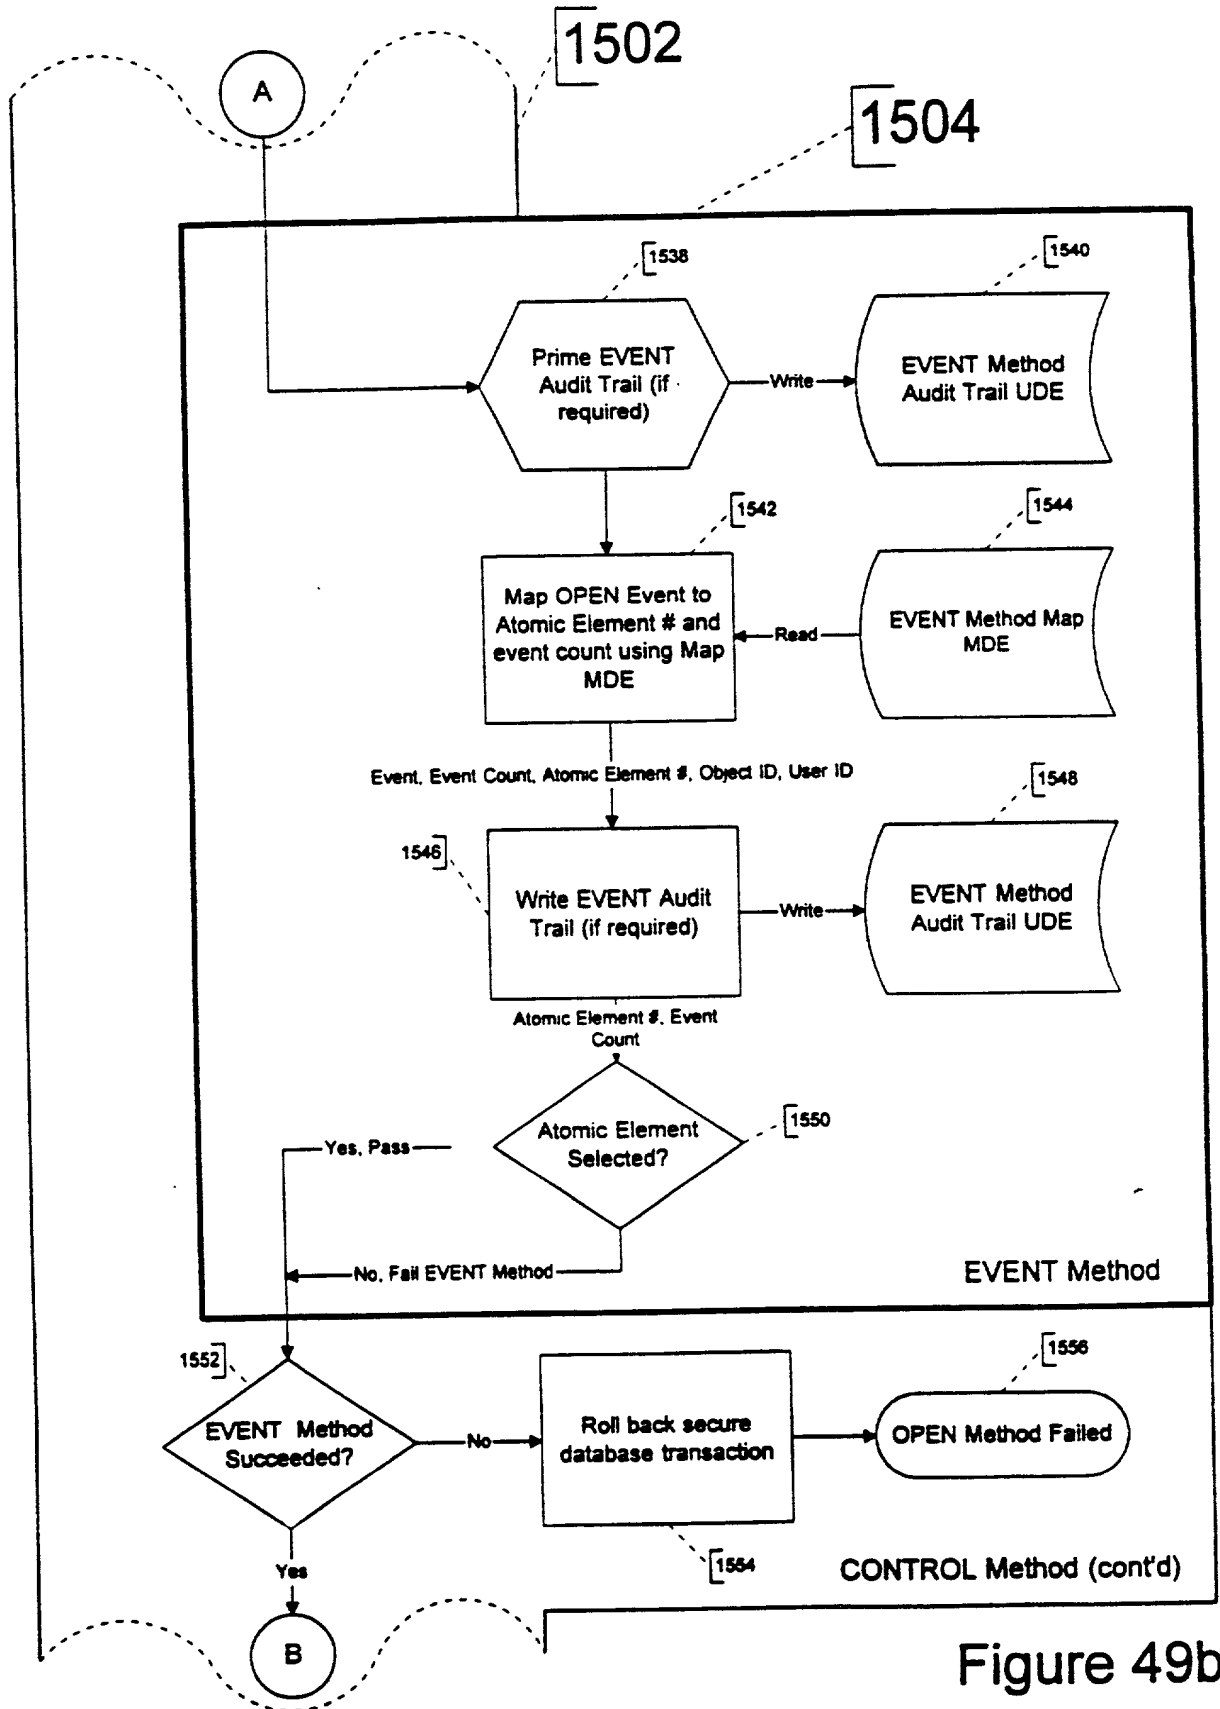 1502
A
1504
1538
1540
Prime EVENT
Audit Trail (if
required)
Write
EVENT Method
Audit Trail UDE
1542
1544
Map OPEN Event to
Atomic Element # and
event count using Map
MDE
Read
EVENT Method Map
MDE
Event, Event Count, Atomic Element #, Object ID, User ID
1548
1546
Write EVENT Audit
Trail (if required)
Write
EVENT Method
Audit Trail UDE
Atomic Element #, Event
Count
1550
Atomic Element
Selected?
Yes, Pass
No, Fail EVENT Method
EVENT Method
1552
1556
EVENT Method
Succeeded?
No
Roll back secure
database transaction
OPEN Method Failed
1554
Yes
CONTROL Method (cont'd)
B
Figure 49b